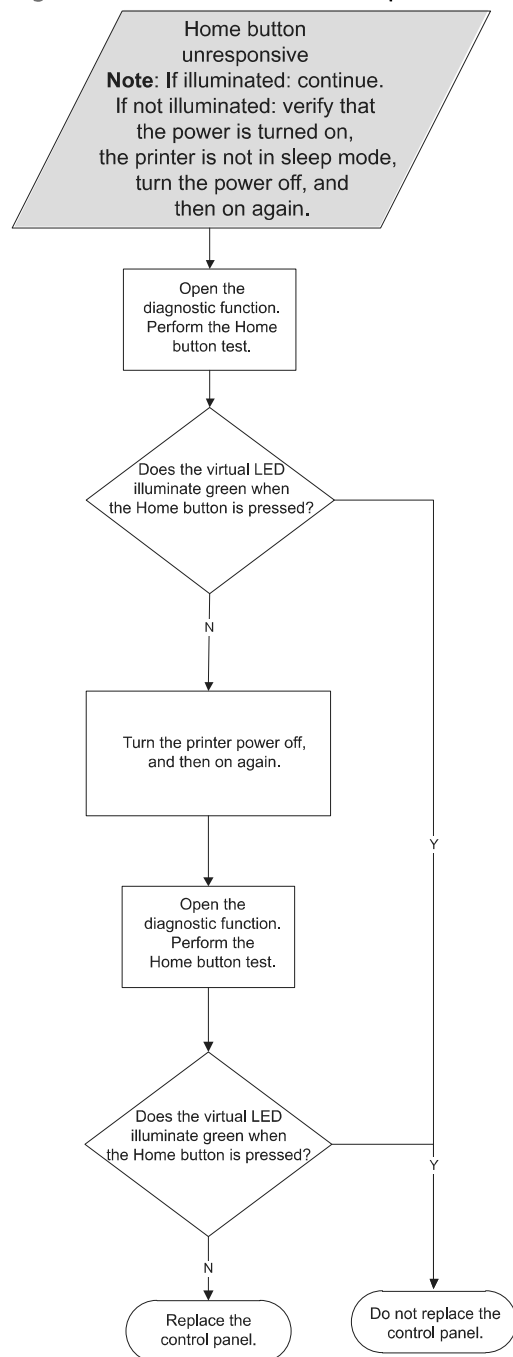 Home button
unresponsive
Note: If illuminated: continue.
If not illuminated: verify that
the power is turned on,
the printer is not in sleep mode,
turn the power off, and
then on again.
Open the
diagnostic function.
Perform the Home
button test.
Does the virtual LED
illuminate green when
the Home button is pressed?
N
Turn the printer power off,
and then on again.
Y
Open the
diagnostic function.
Perform the
Home button test.
Does the virtual LED
illuminate green when
the Home button is pressed?
Y
N
Replace the
control panel.
Do not replace the
control panel.